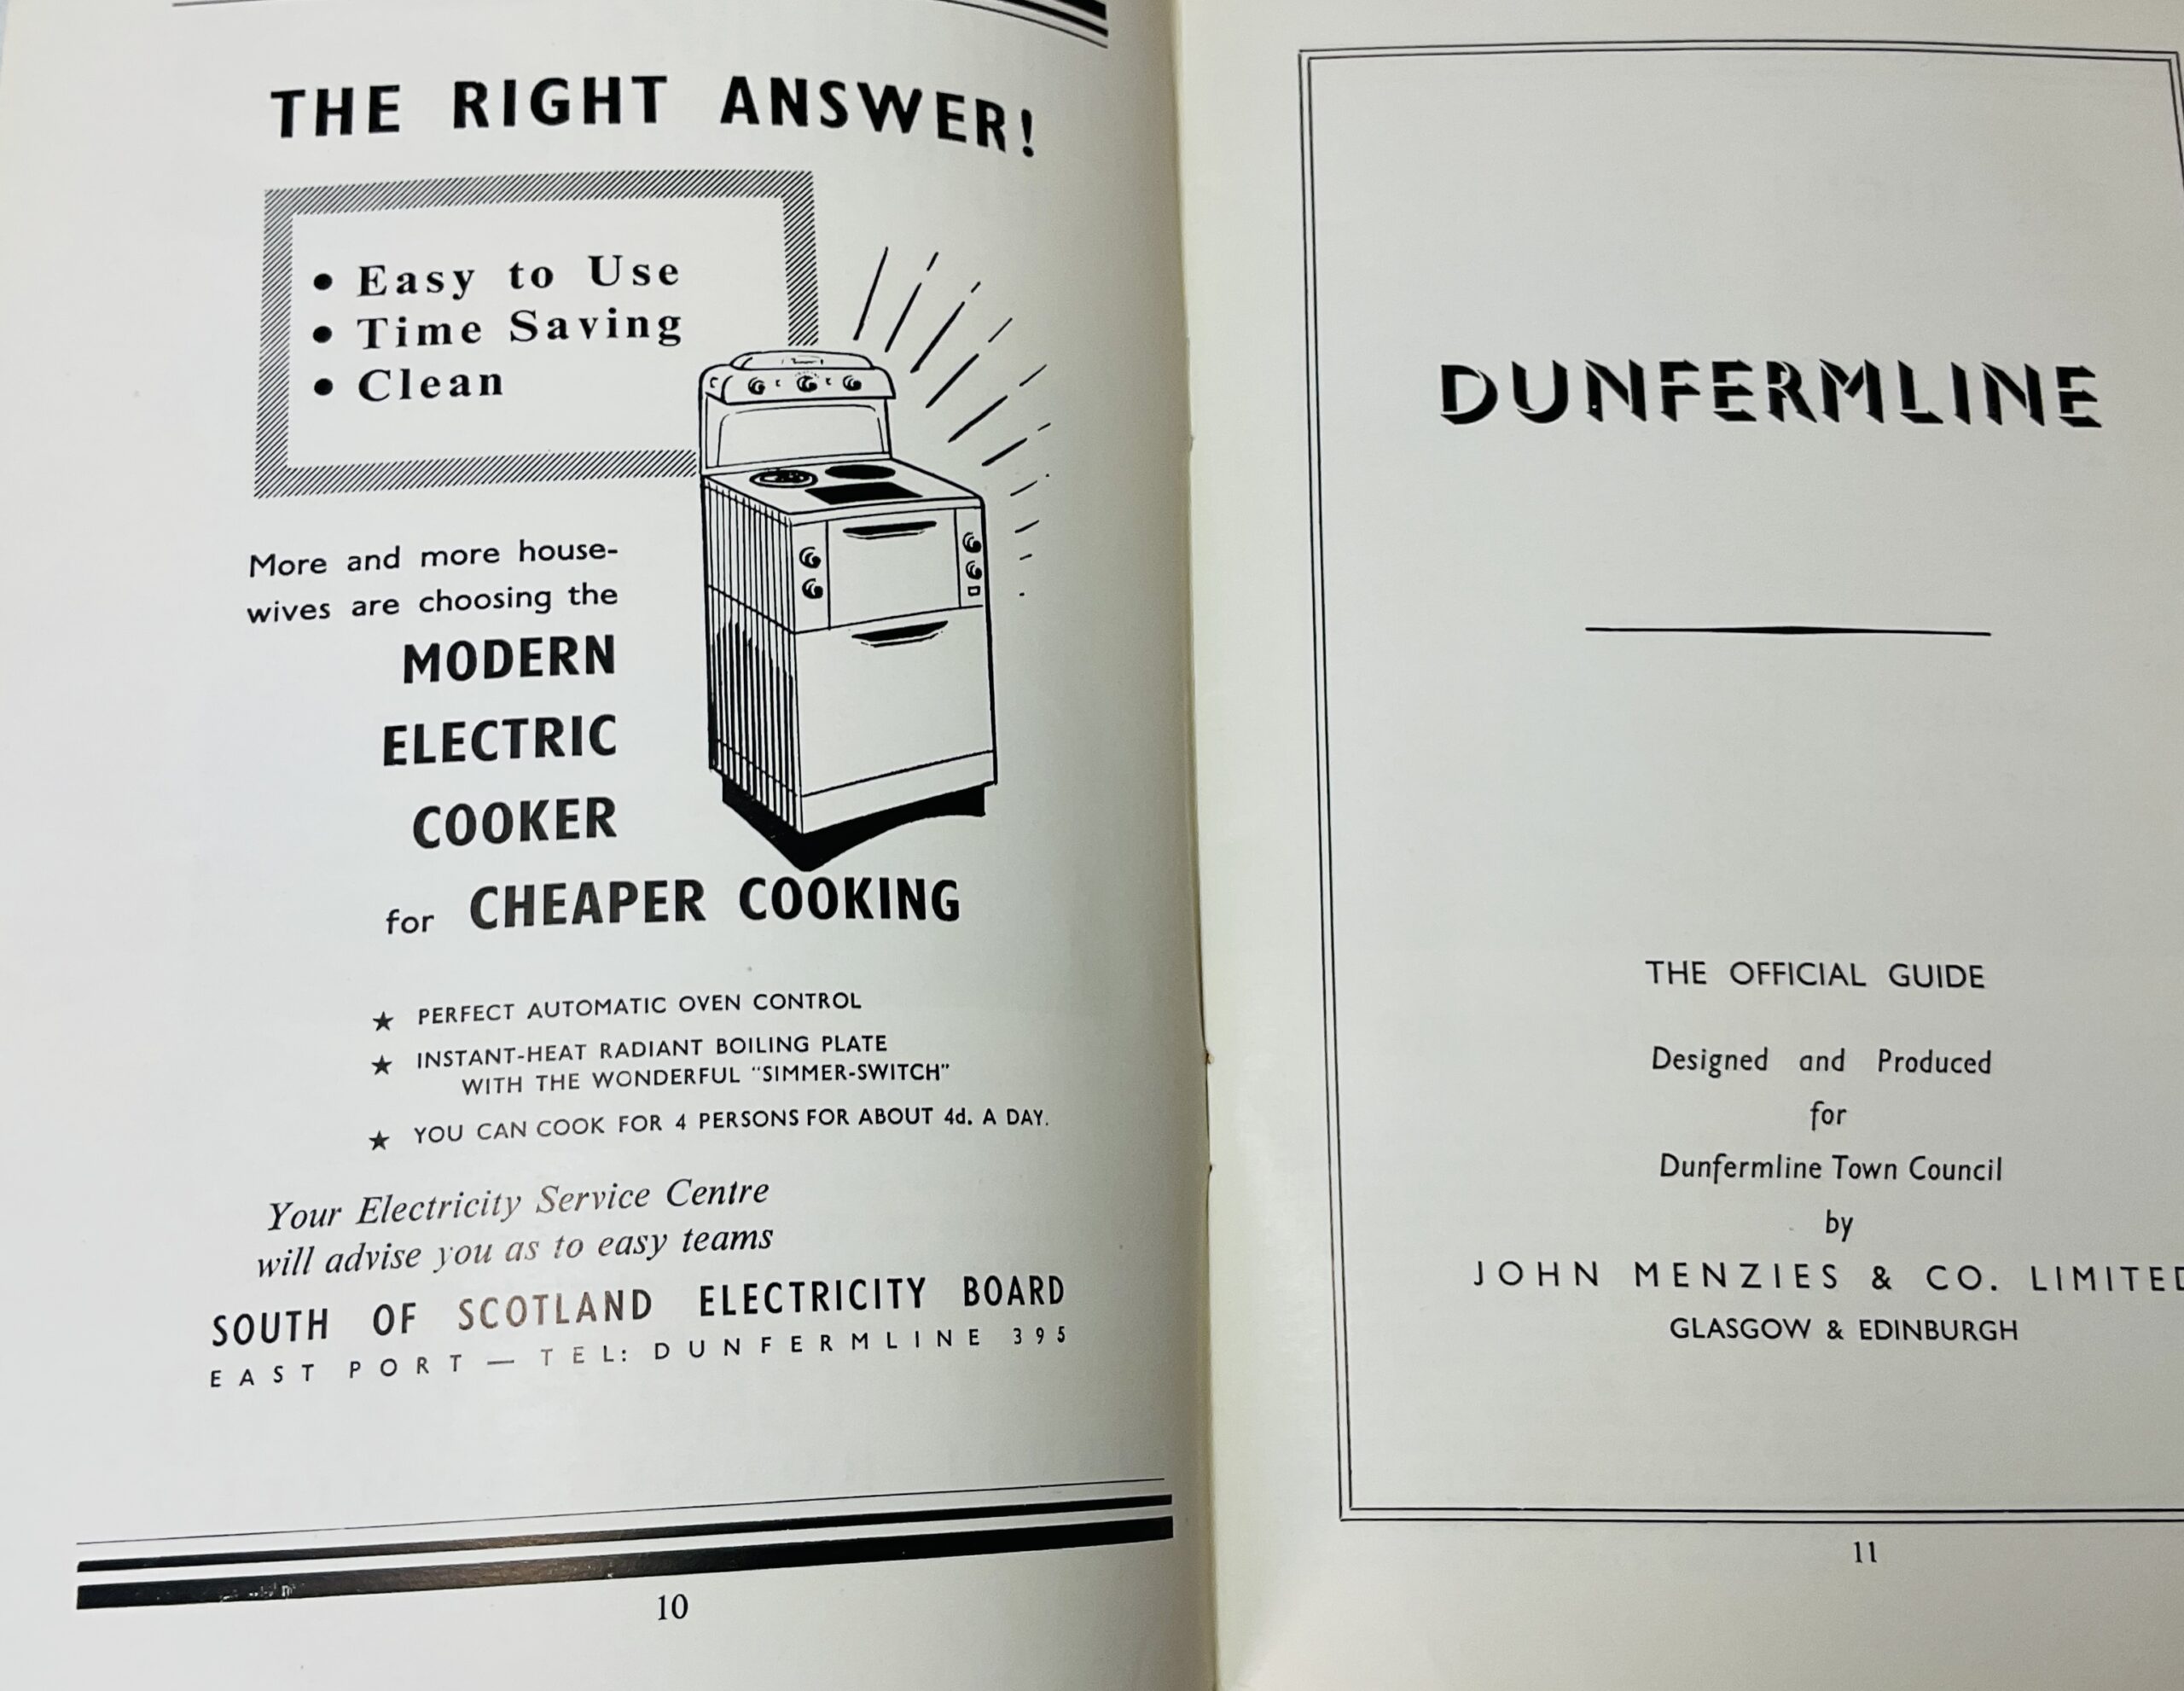 THE RIGHT ANSWER!
• Easy to Use
• Time Saving
• Clean
More and more house-
wives are choosing the
MODERN
ELECTRIC
COOKER
for CHEAPER COOKING
★ PERFECT AUTOMATIC OVEN CONTROL
★ INSTANT-HEAT RADIANT BOILING PLATE
WITH THE WONDERFUL "SIMMER-SWITCH"
★ YOU CAN COOK FOR 4 PERSONS FOR ABOUT 4d. A DAY.
Your Electricity Service Centre
will advise you as to easy teams
SOUTH OF SCOTLAND ELECTRICITY BOARD
EAST PORT — TEL: DUNFERMLINE 395
10
DUNFERMLINE
THE OFFICIAL GUIDE
Designed and Produced
for
Dunfermline Town Council
by
JOHN MENZIES & CO. LIMITED
GLASGOW & EDINBURGH
11